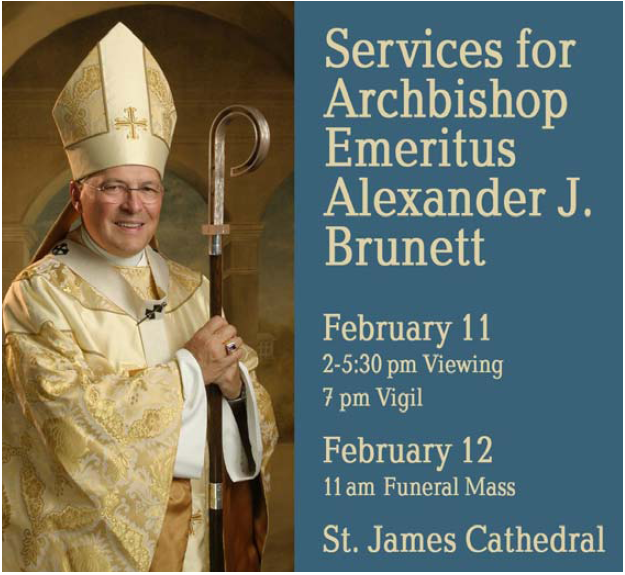 Services for
Archbishop
Emeritus
Alexander J.
Brunett
February 11
2-5:30 pm Viewing
7 pm Vigil
February 12
11 am Funeral Mass
St. James Cathedral